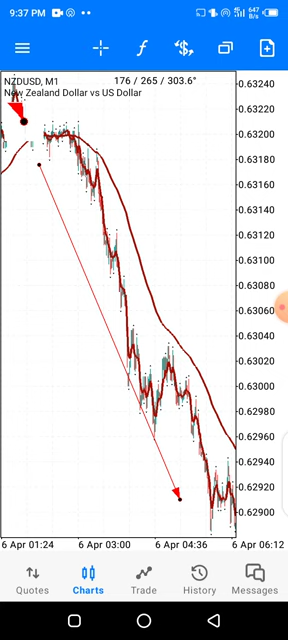 9:37 PM
647 B/s
NZDUSD, M1
176 / 265 / 303.6°
New Zealand Dollar vs US Dollar
0.63240
0.63220
0.63200
0.63180
0.63160
0.63140
0.63120
0.63100
0.63080
0.63060
0.63040
0.63020
0.63000
0.62980
0.62960
0.62940
0.62920
0.62900
6 Apr 01:24
6 Apr 03:00
6 Apr 04:36
6 Apr 06:12
Quotes
Charts
Trade
History
Messages